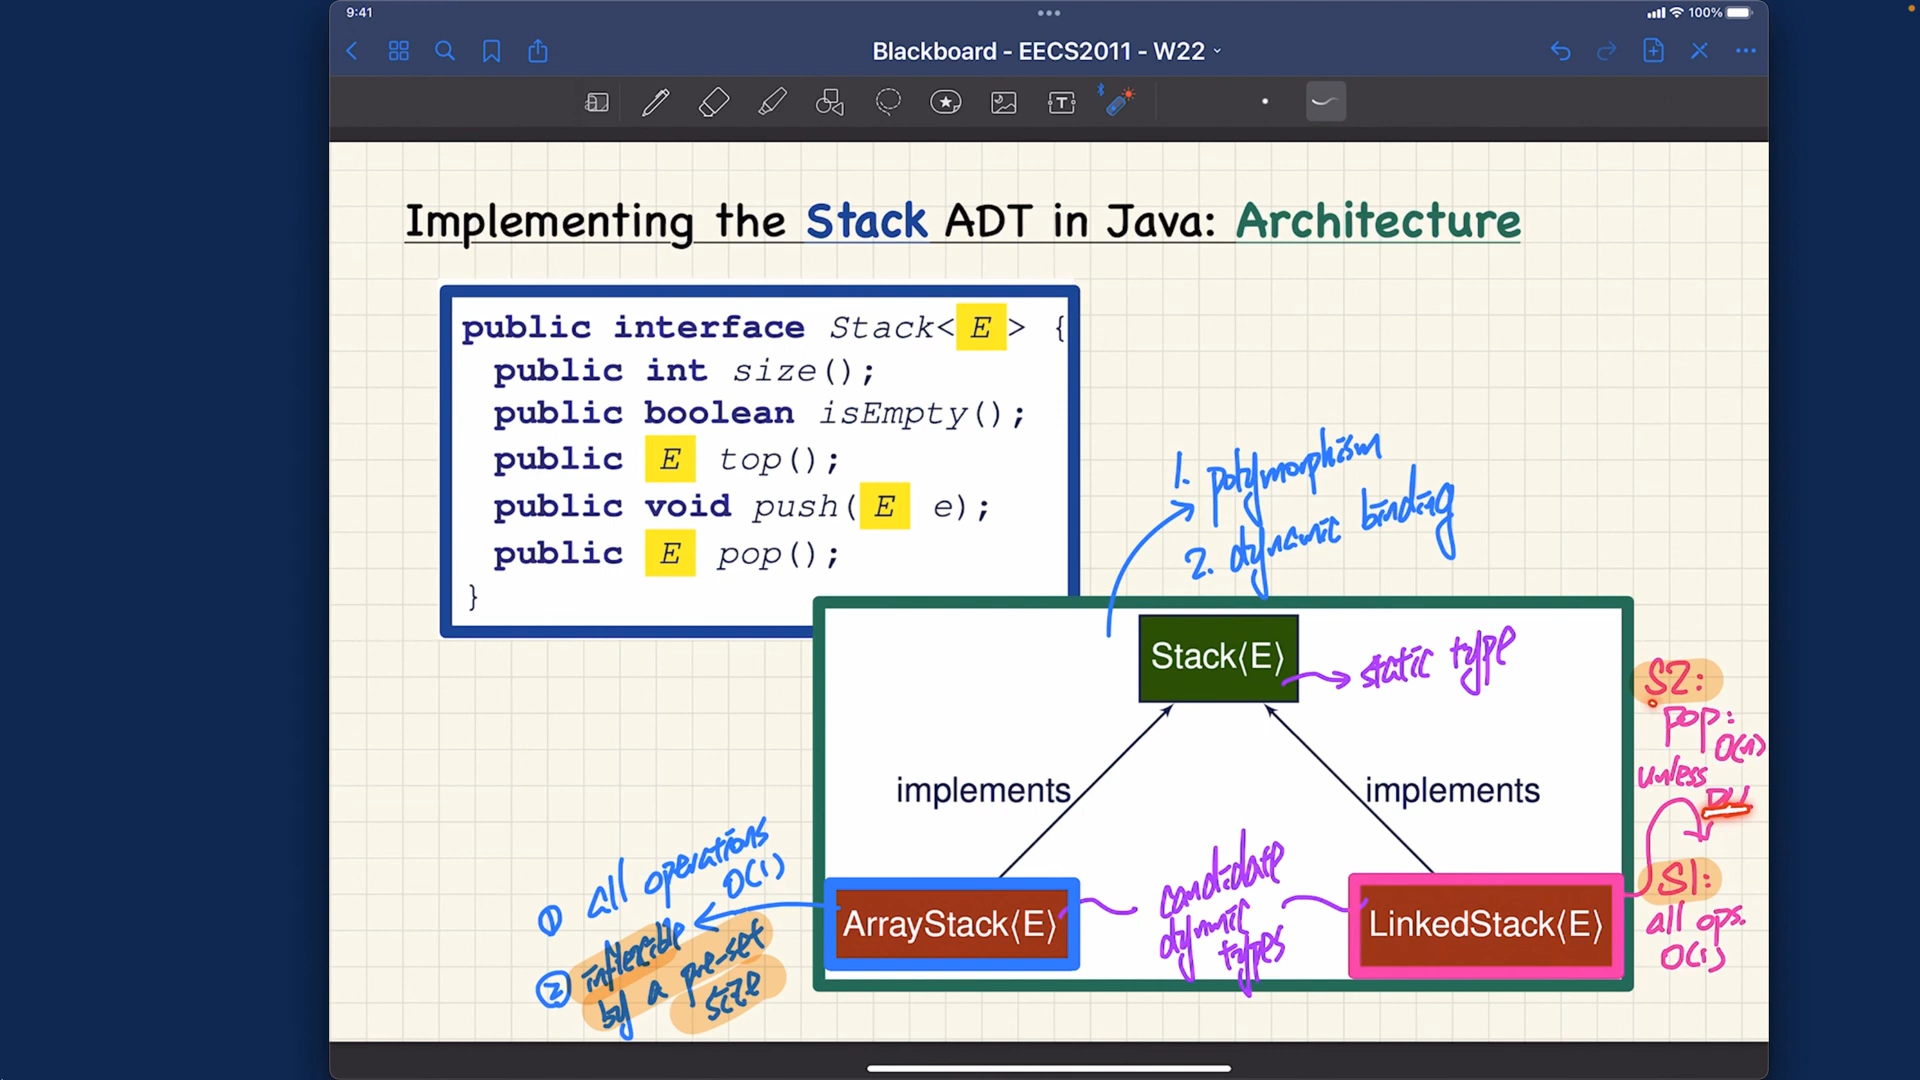 9:41
100%
Blackboard - EECS2011 - W22
Implementing the Stack ADT in Java: Architecture
public interface Stack< E > {
public int size();
public boolean isEmpty();
public E top();
public void push( E e);
public E pop();
}
1. polymorphism
2. dynamic binding
Stack⟨E⟩
static type
implements
implements
ArrayStack⟨E⟩
candidate
dynamic
types
LinkedStack⟨E⟩
① all operations
O(1)
② inflexible
by a pre-set
size
S2:
pop:
O(n)
unless
S1:
all ops.
O(1)